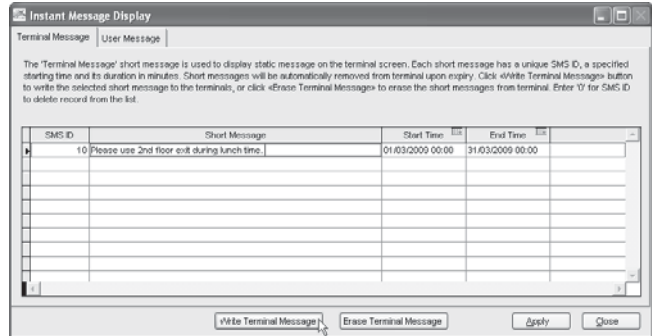 Instant Message Display
Terminal Message User Message
The 'Terminal Message' short message is used to display static message on the terminal screen. Each short message has a unique SMS ID, a specified
starting time and its duration in minutes. Short messages will be automatically removed from terminal upon expiry. Click <Write Terminal Message> button
to write the selected short message to the terminals, or click <Erase Terminal Message> to erase the short messages from terminal. Enter '0' for SMS ID
to delete record from the list.
SMS ID Short Message Start Time End Time
10 Please use 2nd floor exit during lunch time. 01/03/2009 00:00 31/03/2009 00:00
Write Terminal Message Erase Terminal Message Apply Close